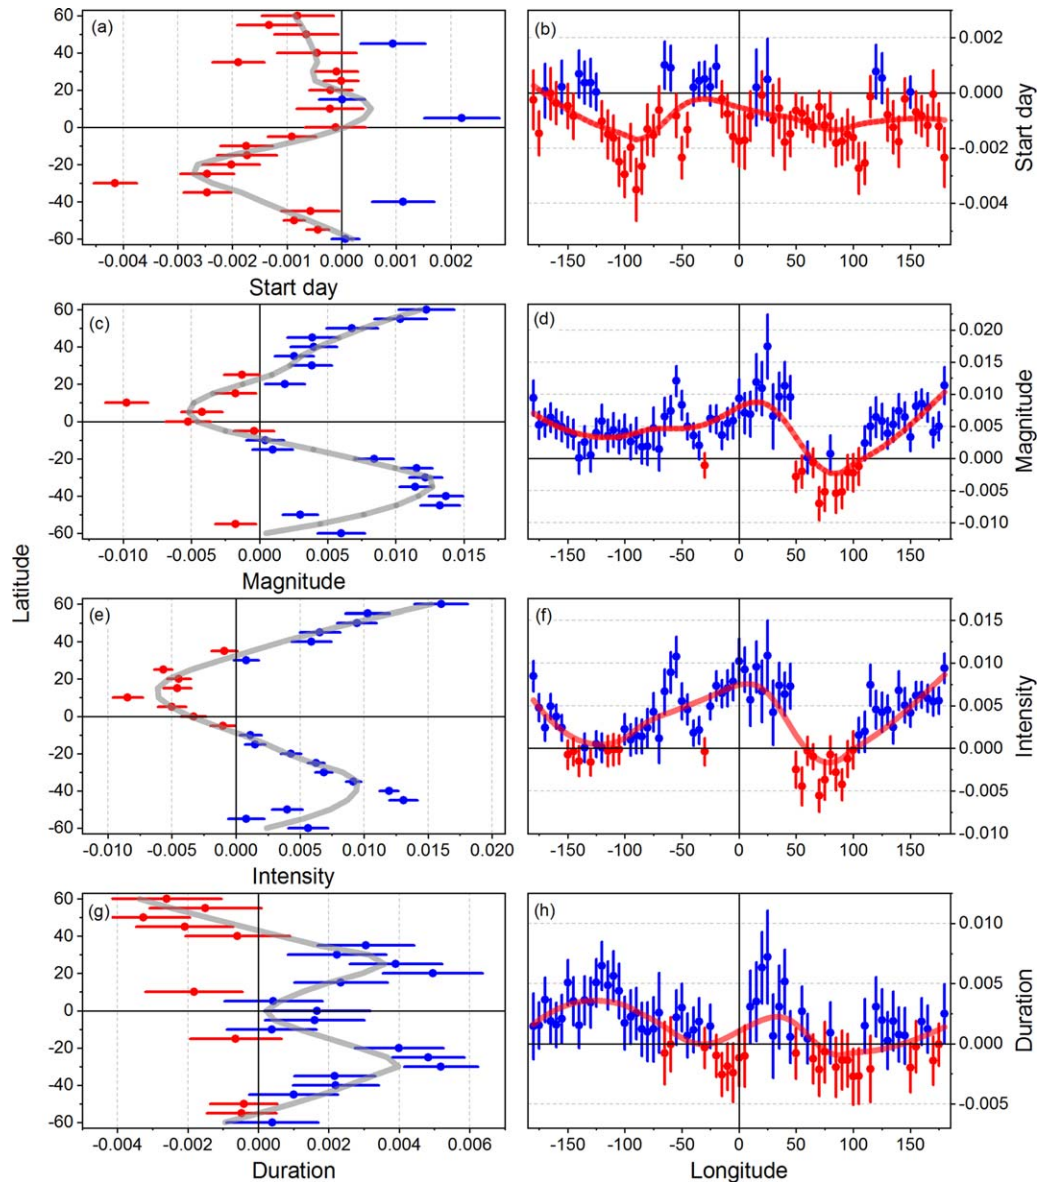 (a)
60
40
20
0
-20
-40
-60
-0.004 -0.003 -0.002 -0.001 0.000 0.001 0.002
Start day
(b)
0.002
0.000
-0.002
-0.004
Start day
-150 -100 -50 0 50 100 150
(c)
60
40
20
0
-20
-40
-60
-0.010 -0.005 0.000 0.005 0.010 0.015
Magnitude
(d)
0.020
0.015
0.010
0.005
0.000
-0.005
-0.010
Magnitude
-150 -100 -50 0 50 100 150
Latitude
(e)
60
40
20
0
-20
-40
-60
-0.010 -0.005 0.000 0.005 0.010 0.015 0.020
Intensity
(f)
0.015
0.010
0.005
0.000
-0.005
-0.010
Intensity
-150 -100 -50 0 50 100 150
(g)
60
40
20
0
-20
-40
-60
-0.004 -0.002 0.000 0.002 0.004 0.006
Duration
(h)
0.010
0.005
0.000
-0.005
Duration
-150 -100 -50 0 50 100 150
Longitude